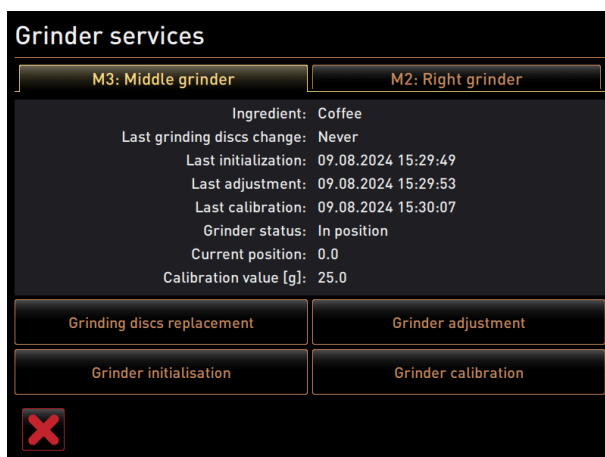 Grinder services
M3: Middle grinder
M2: Right grinder
Ingredient: Coffee
Last grinding discs change: Never
Last initialization: 09.08.2024 15:29:49
Last adjustment: 09.08.2024 15:29:53
Last calibration: 09.08.2024 15:30:07
Grinder status: In position
Current position: 0.0
Calibration value [g]: 25.0
Grinding discs replacement
Grinder adjustment
Grinder initialisation
Grinder calibration